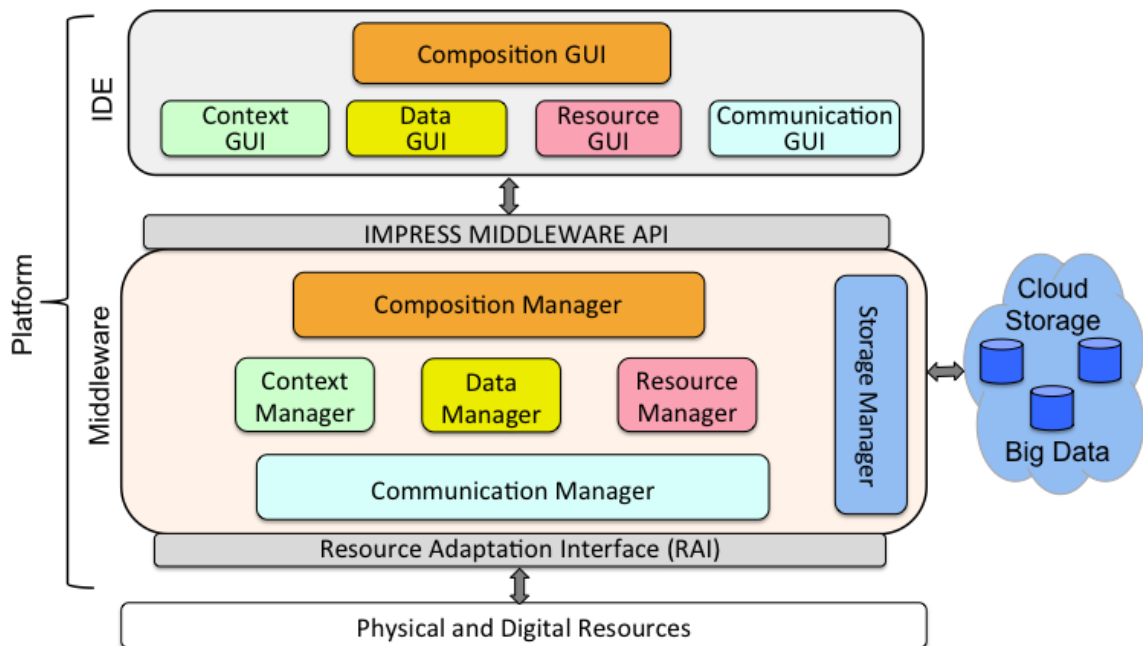 Platform
IDE
Composition GUI
Context
GUI
Data
GUI
Resource
GUI
Communication
GUI
IMPRESS MIDDLEWARE API
Middleware
Composition Manager
Context
Manager
Data
Manager
Resource
Manager
Communication Manager
Storage Manager
Cloud
Storage
Big Data
Resource Adaptation Interface (RAI)
Physical and Digital Resources